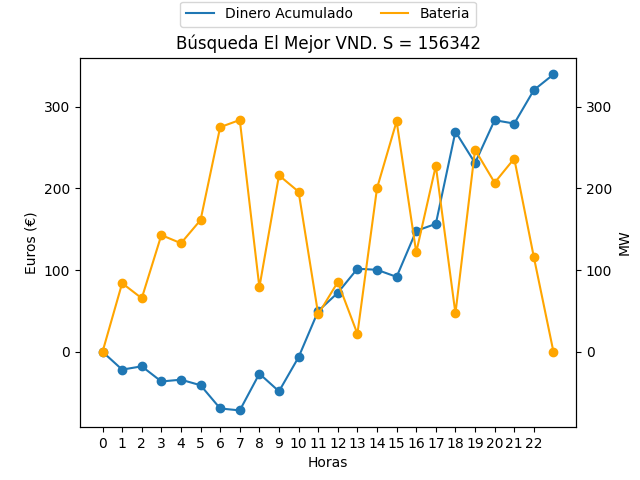 Dinero Acumulado Bateria
Búsqueda El Mejor VND. S = 156342
300
200
100
0
Euros (€)
300
200
100
0
MW
0 1 2 3 4 5 6 7 8 9 10 11 12 13 14 15 16 17 18 19 20 21 22
Horas